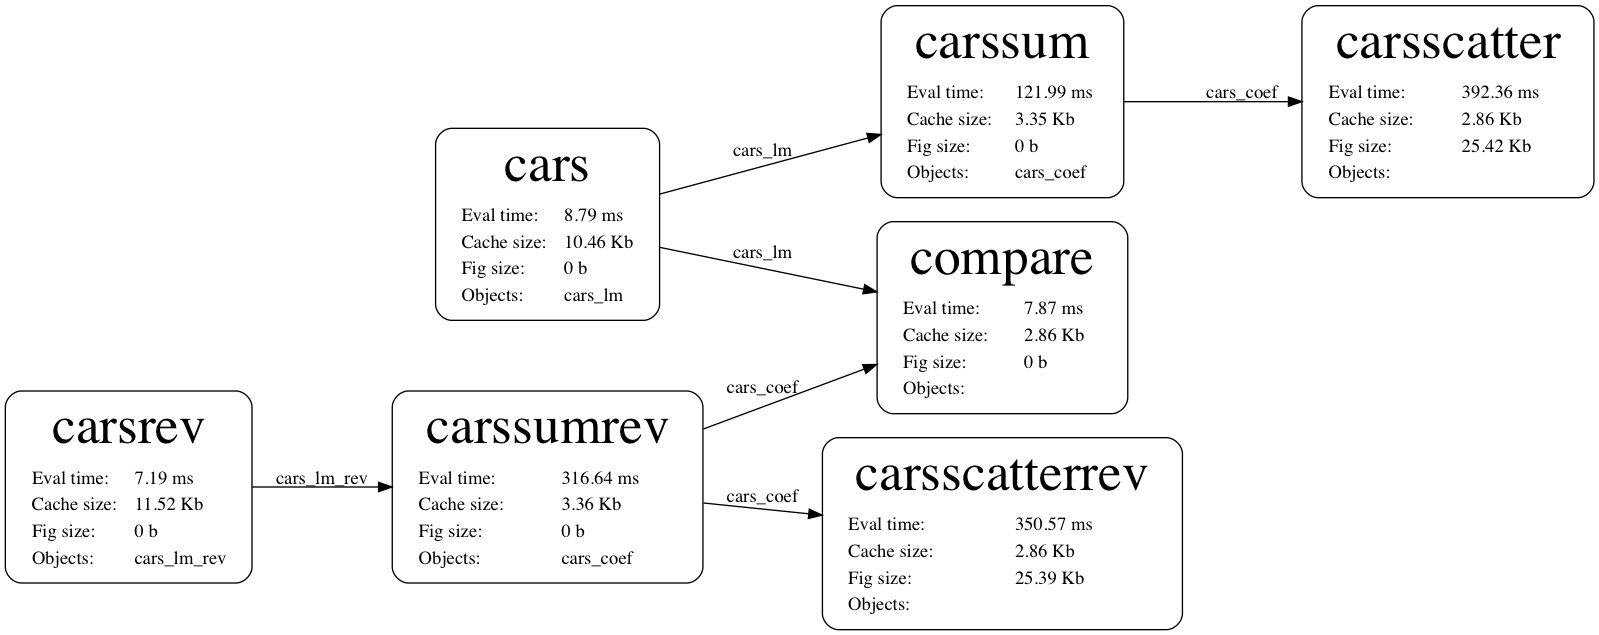 carssum
Eval time: 121.99 ms
Cache size: 3.35 Kb
Fig size: 0 b
Objects: cars_coef
cars_coef
carsscatter
Eval time: 392.36 ms
Cache size: 2.86 Kb
Fig size: 25.42 Kb
Objects:
cars
Eval time: 8.79 ms
Cache size: 10.46 Kb
Fig size: 0 b
Objects: cars_lm
cars_lm
cars_lm
compare
Eval time: 7.87 ms
Cache size: 2.86 Kb
Fig size: 0 b
Objects:
carsrev
Eval time: 7.19 ms
Cache size: 11.52 Kb
Fig size: 0 b
Objects: cars_lm_rev
cars_lm_rev
carssumrev
Eval time: 316.64 ms
Cache size: 3.36 Kb
Fig size: 0 b
Objects: cars_coef
cars_coef
cars_coef
carsscatterrev
Eval time: 350.57 ms
Cache size: 2.86 Kb
Fig size: 25.39 Kb
Objects: